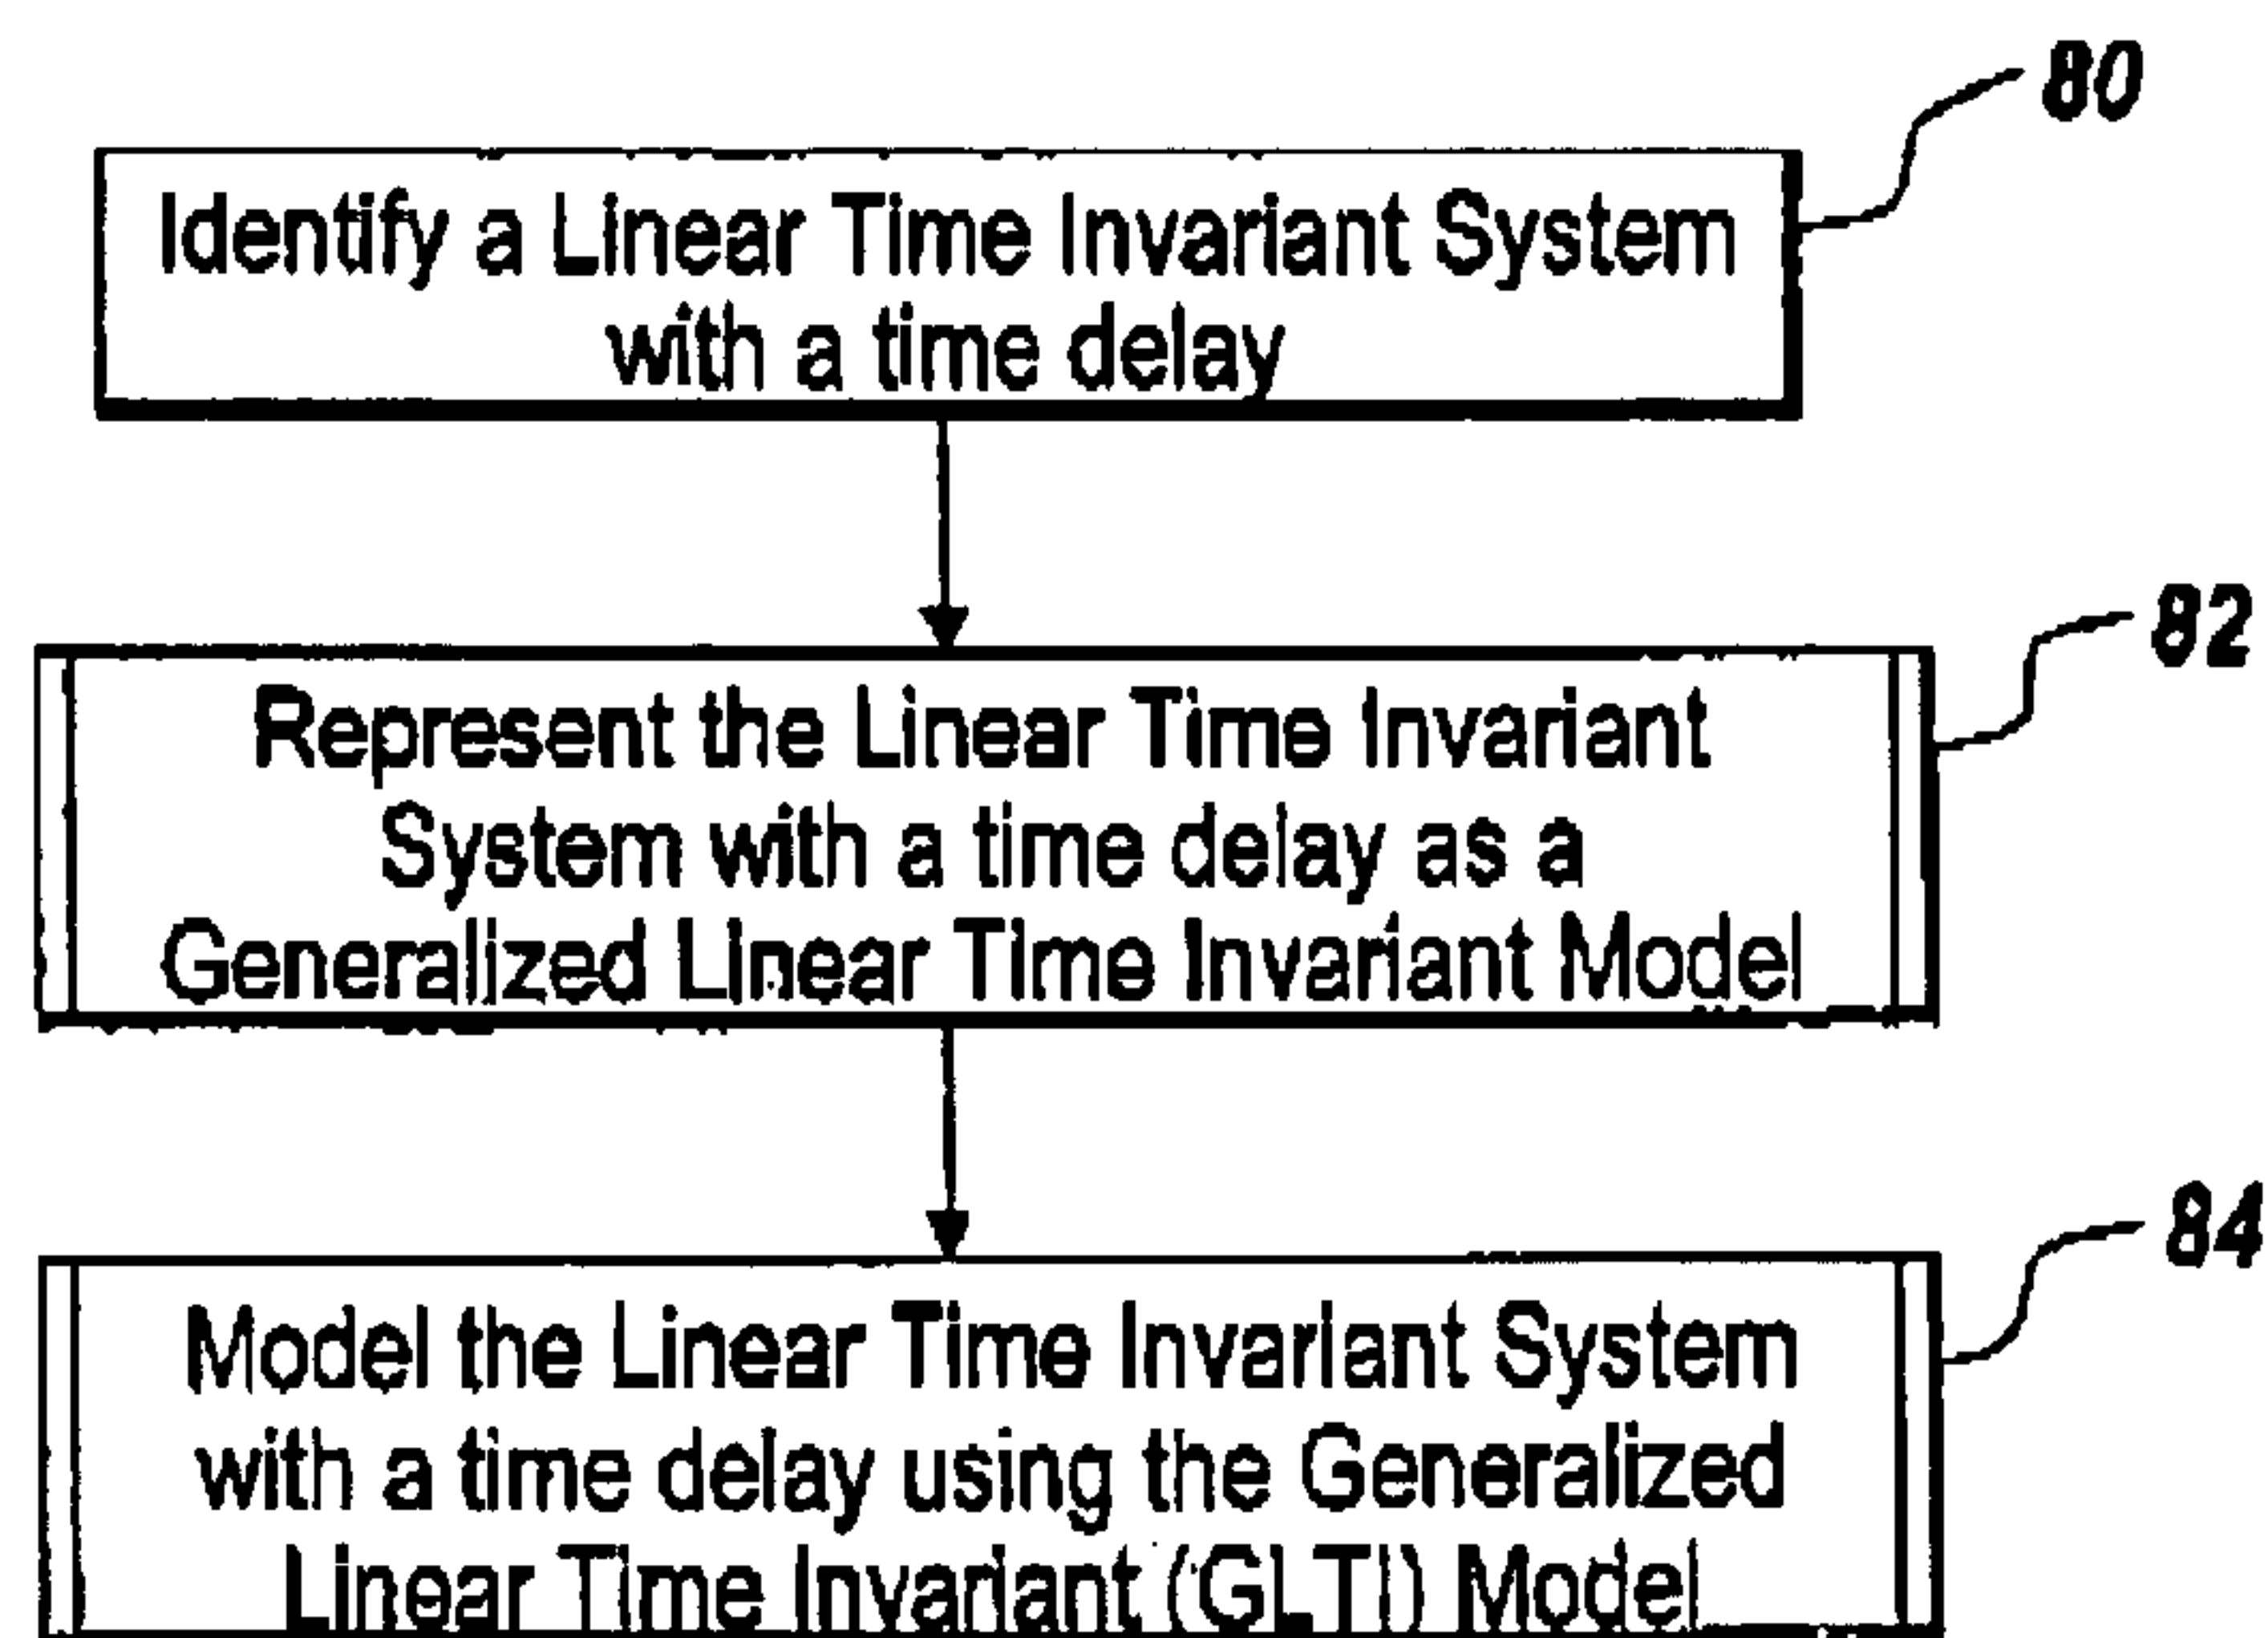 80
Identify a Linear Time Invariant System
with a time delay
82
Represent the Linear Time Invariant
System with a time delay as a
Generalized Linear Time Invariant Model
84
Model the Linear Time Invariant System
with a time delay using the Generalized
Linear Time Invariant (GLTI) Model